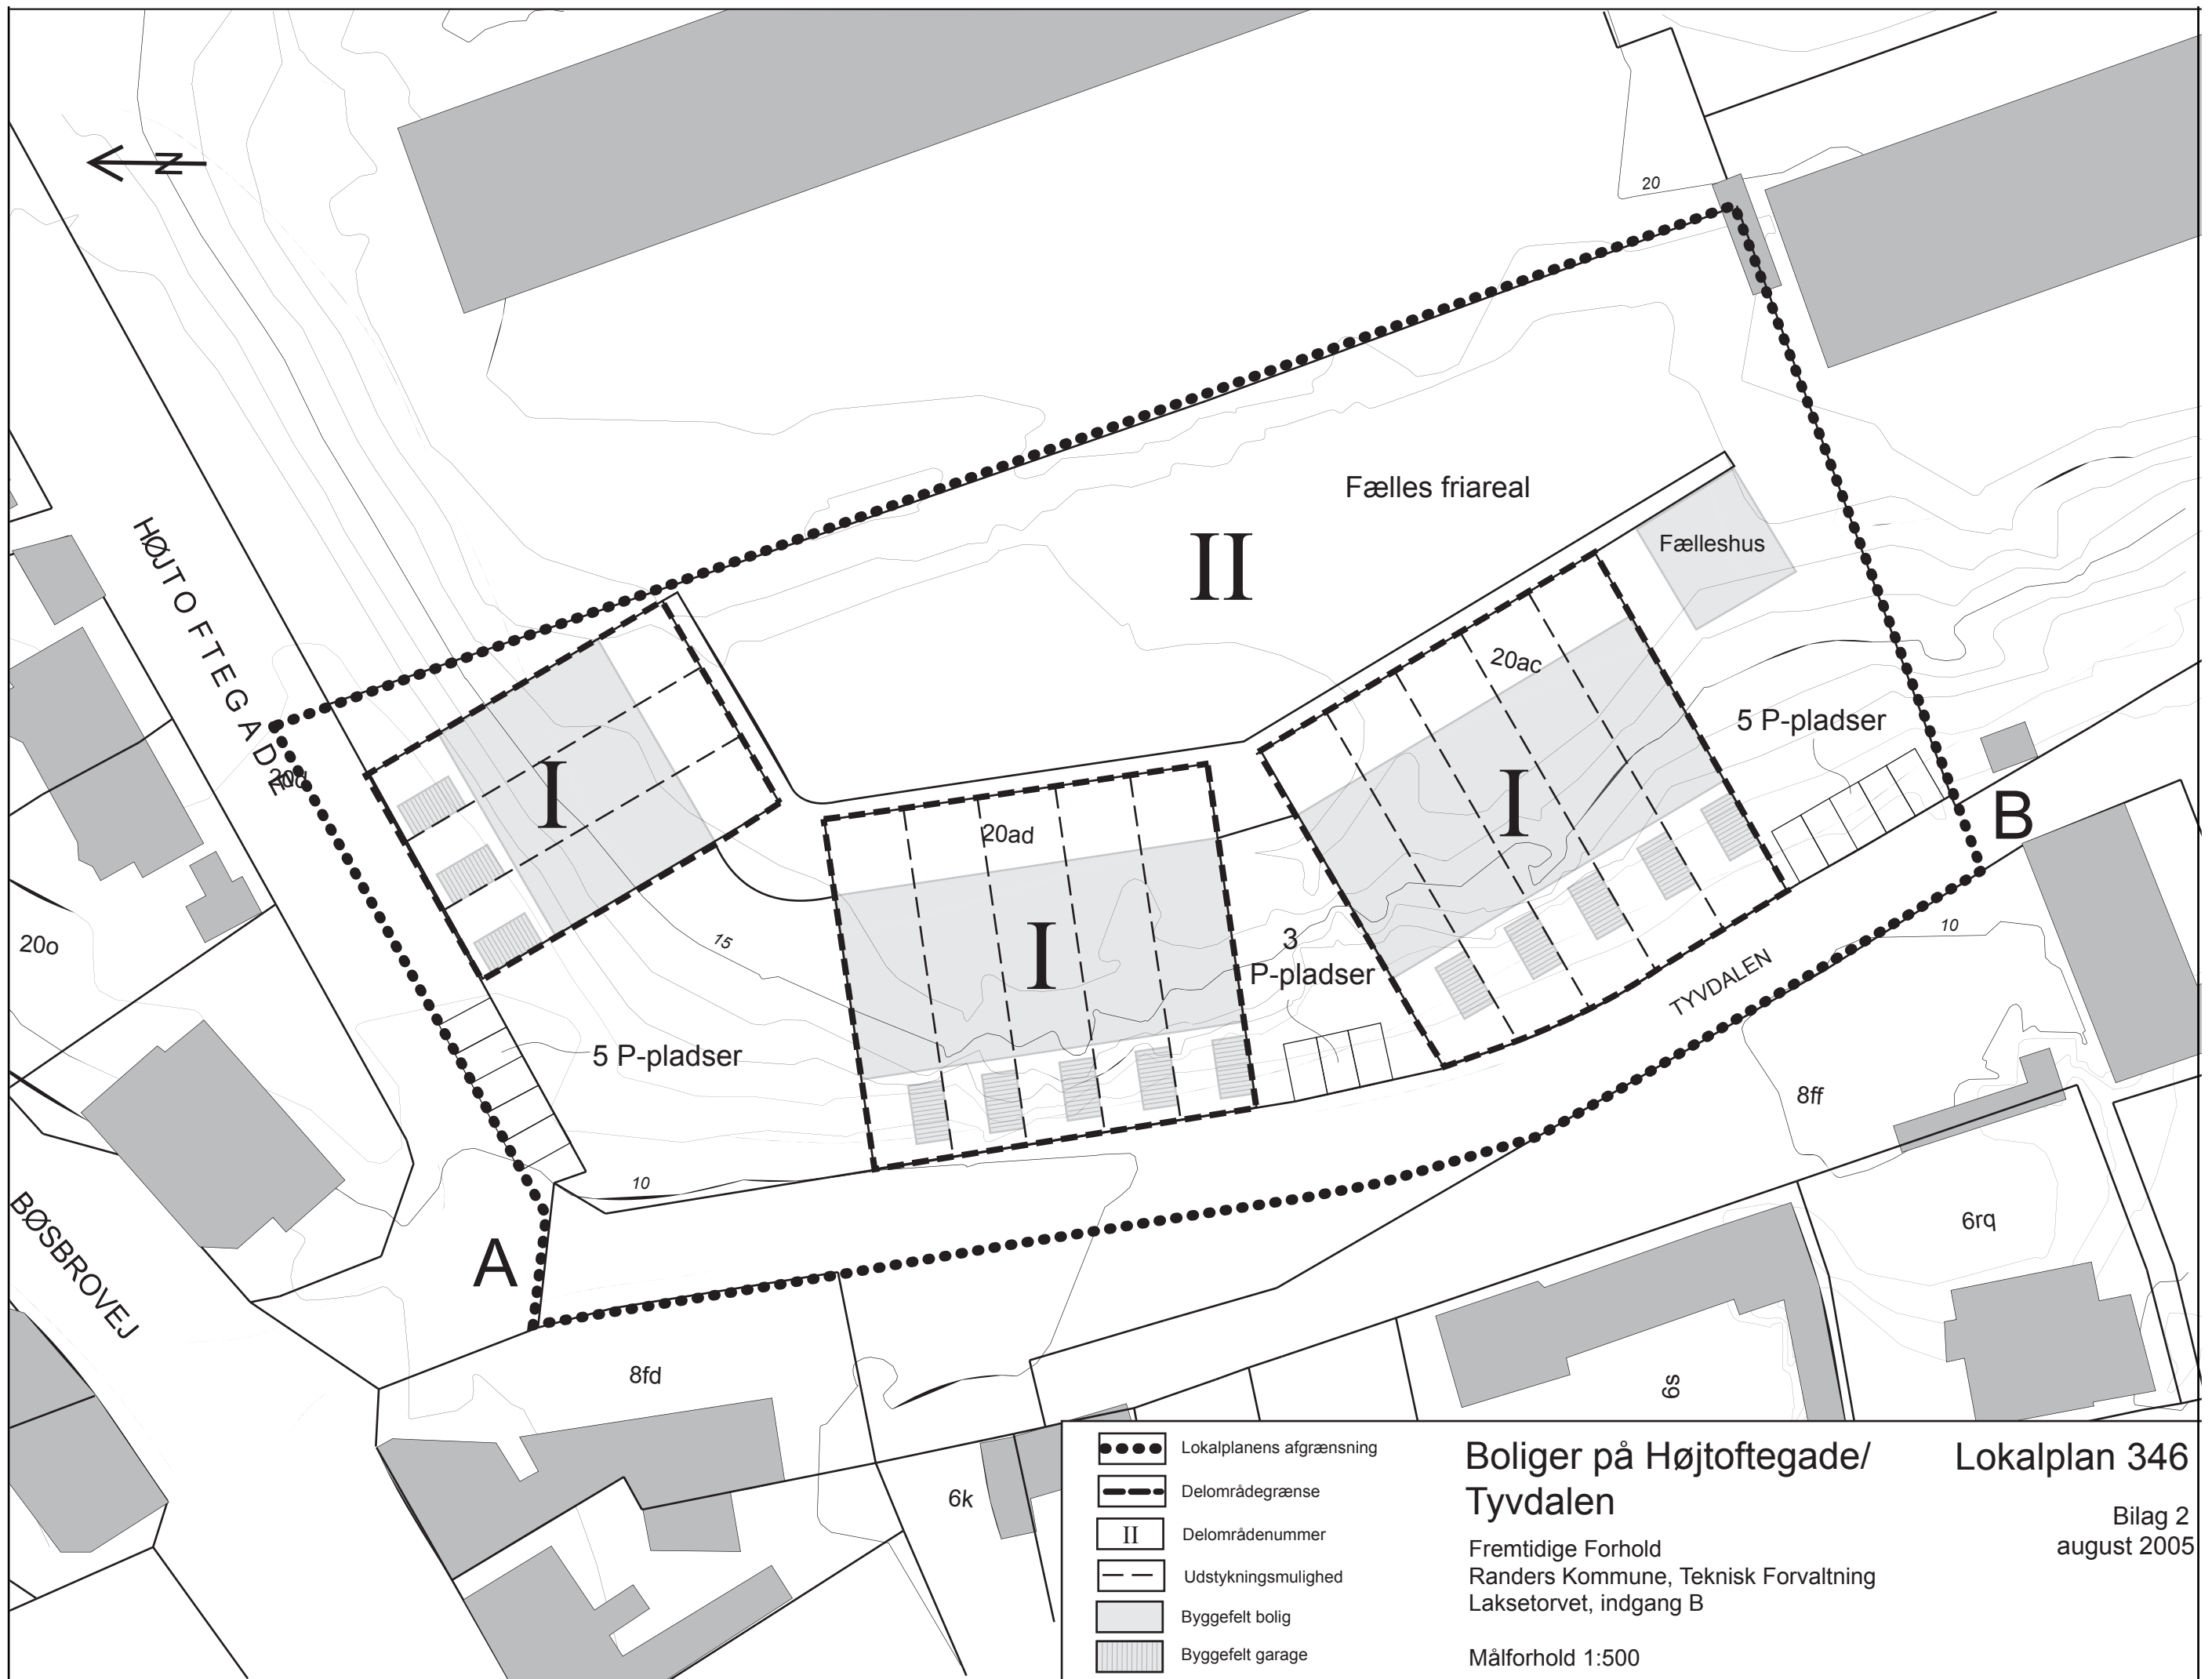 N
20
HØJTOFTEGADE
Fælles friareal
II
Fælleshus
20ac
5 P-pladser
20d
I
I
B
20ad
20o
15
I
3
P-pladser
10
TYVDALEN
5 P-pladser
8ff
10
BØSBROVEJ
A
6rq
8fd
6s
6k
Lokalplanens afgrænsning
Delområdegrænse
II
Delområdenummer
Udstykningsmulighed
Byggefelt bolig
Byggefelt garage
Boliger på Højtoftegade/
Tyvdalen
Fremtidige Forhold
Randers Kommune, Teknisk Forvaltning
Laksetorvet, indgang B
Målforhold 1:500
Lokalplan 346
Bilag 2
august 2005